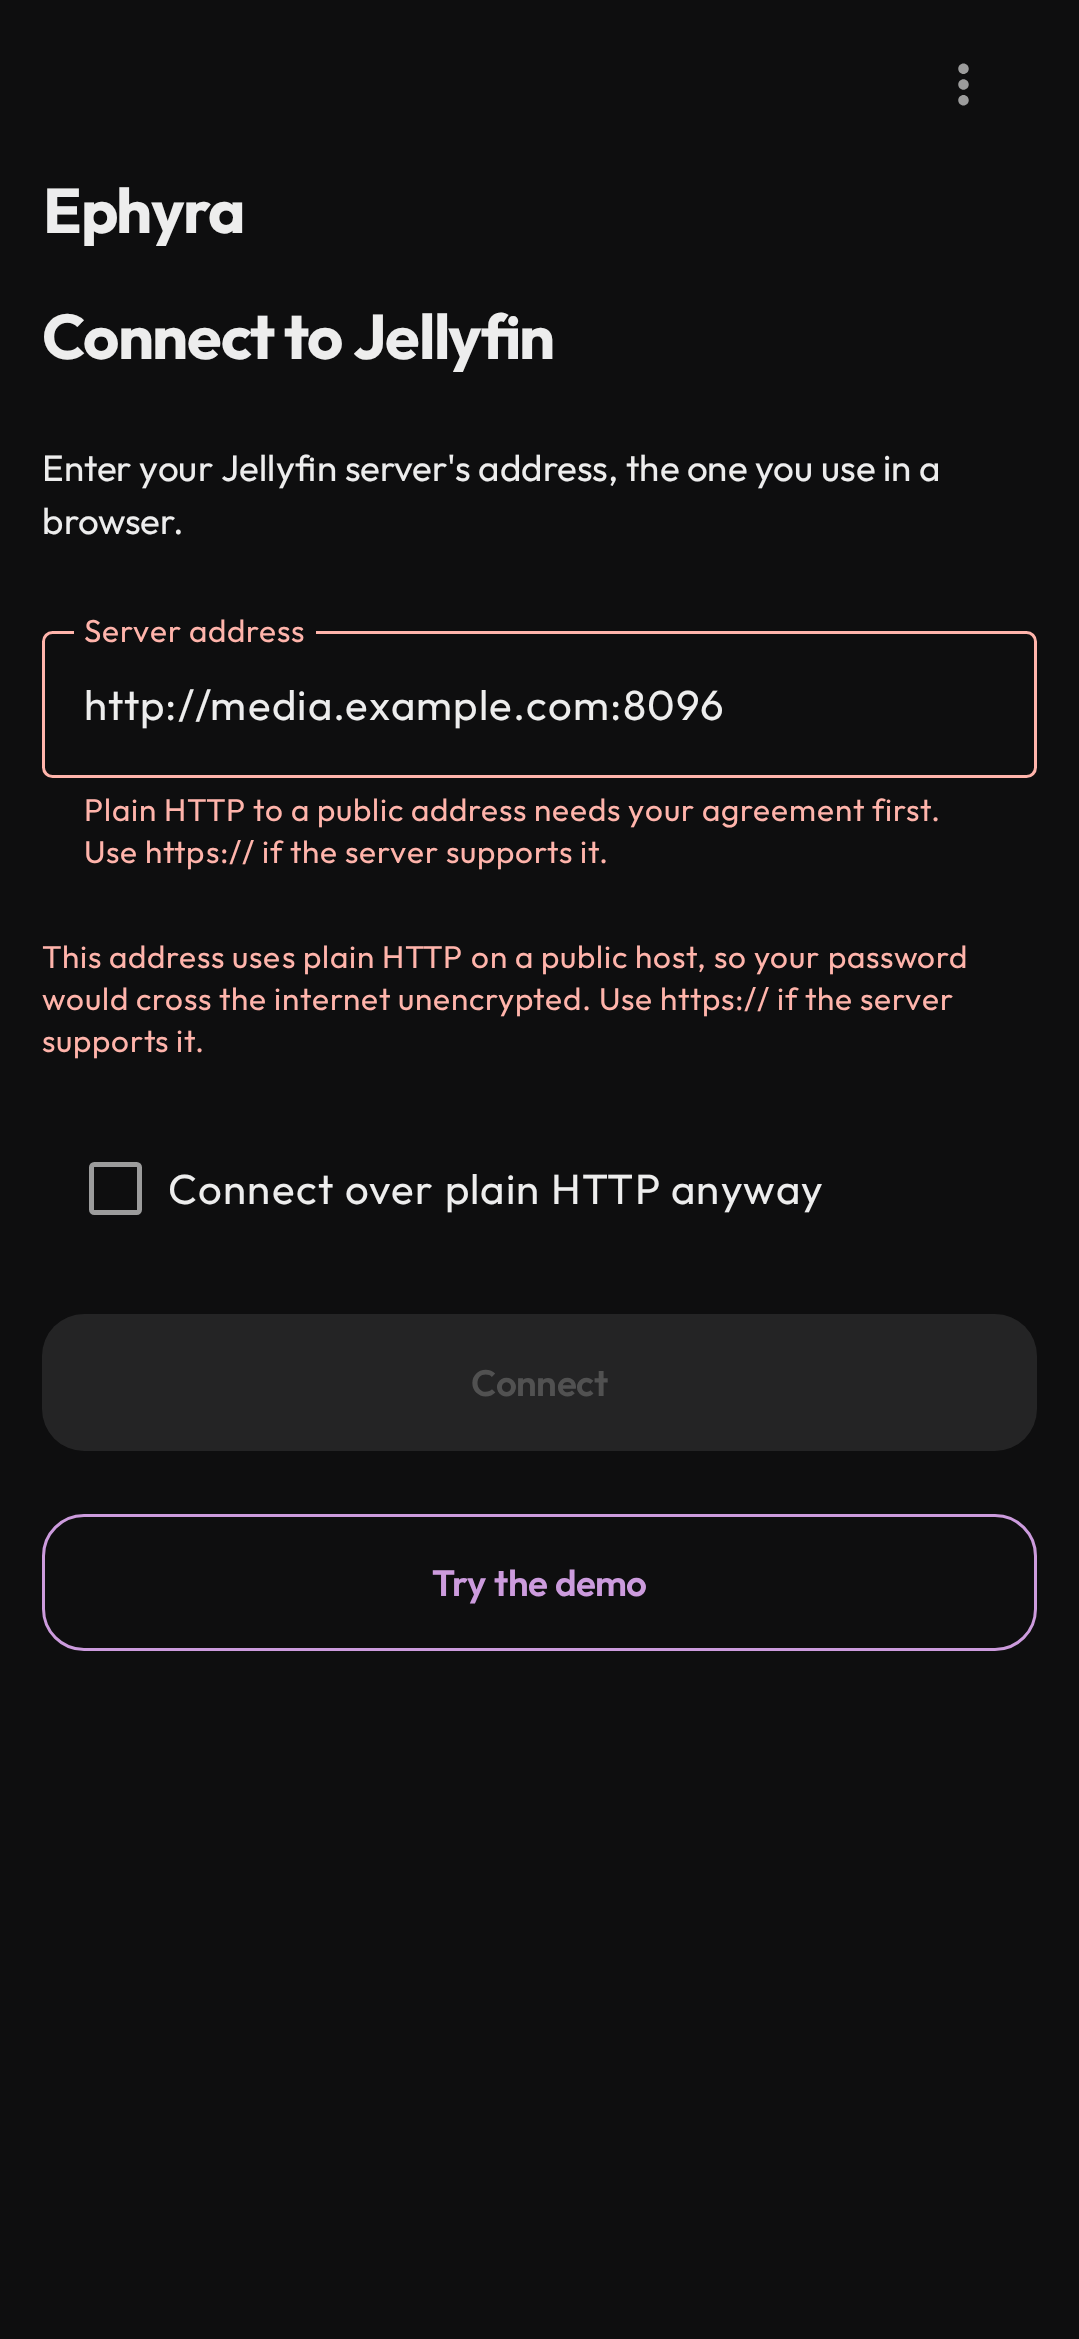 Ephyra
Connect to Jellyfin
Enter your Jellyfin server's address, the one you use in a
browser.
Server address
http://media.example.com:8096
Plain HTTP to a public address needs your agreement first.
Use https:// if the server supports it.
This address uses plain HTTP on a public host, so your password
would cross the internet unencrypted. Use https:// if the server
supports it.
Connect over plain HTTP anyway
Connect
Try the demo